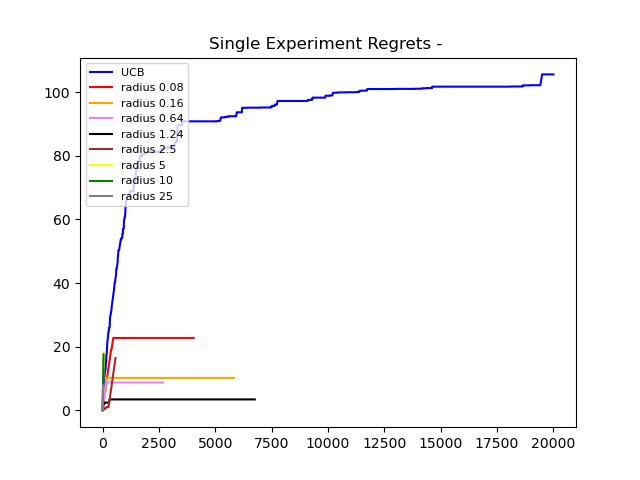 Single Experiment Regrets -
UCB
radius 0.08
radius 0.16
radius 0.64
radius 1.24
radius 2.5
radius 5
radius 10
radius 25
100
80
60
40
20
0
0 2500 5000 7500 10000 12500 15000 17500 20000